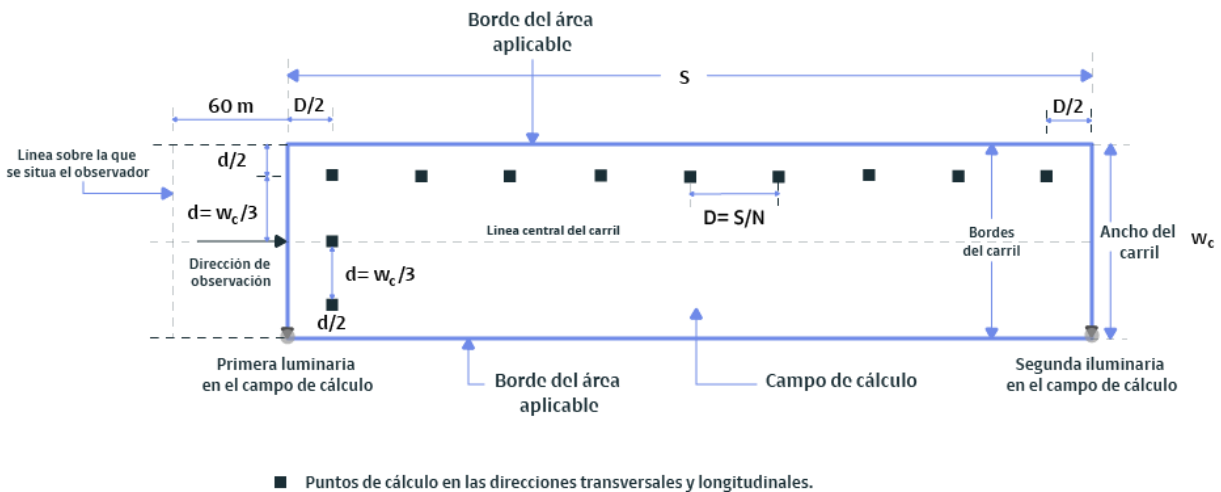 Borde del área
aplicable
S
60 m
D/2
D/2
Línea sobre la que
se situa el observador
d/2
d= wc/3
D= S/N
Linea central del carril
Bordes
del carril
Ancho del
carril
wc
Dirección de
observación
d= wc/3
d/2
Primera luminaria
en el campo de cálculo
Borde del área
aplicable
Campo de cálculo
Segunda iluminaria
en el campo de cálculo
Puntos de cálculo en las direcciones transversales y longitudinales.